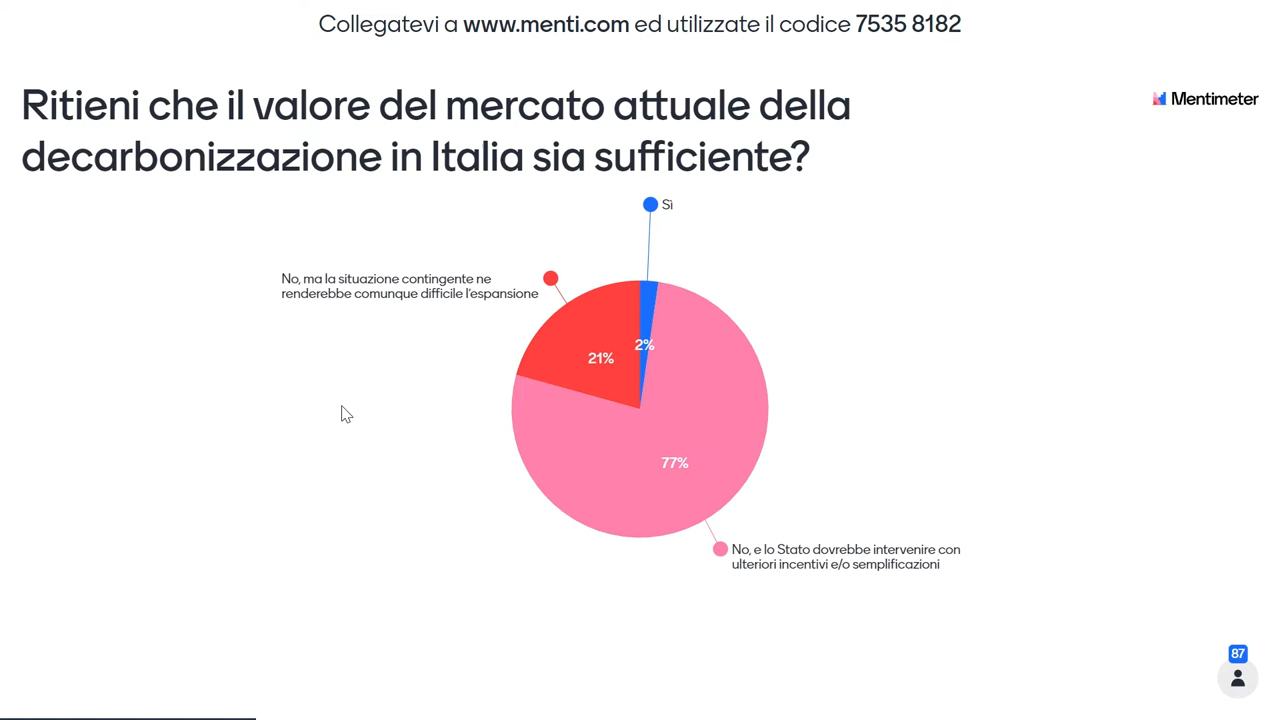 Collegatevi a www.menti.com ed utilizzate il codice 7535 8182
Ritieni che il valore del mercato attuale della
decarbonizzazione in Italia sia sufficiente?
Mentimeter
Sì
No, ma la situazione contingente ne
renderebbe comunque difficile l'espansione
2%
21%
77%
No, e lo Stato dovrebbe intervenire con
ulteriori incentivi e/o semplificazioni
87